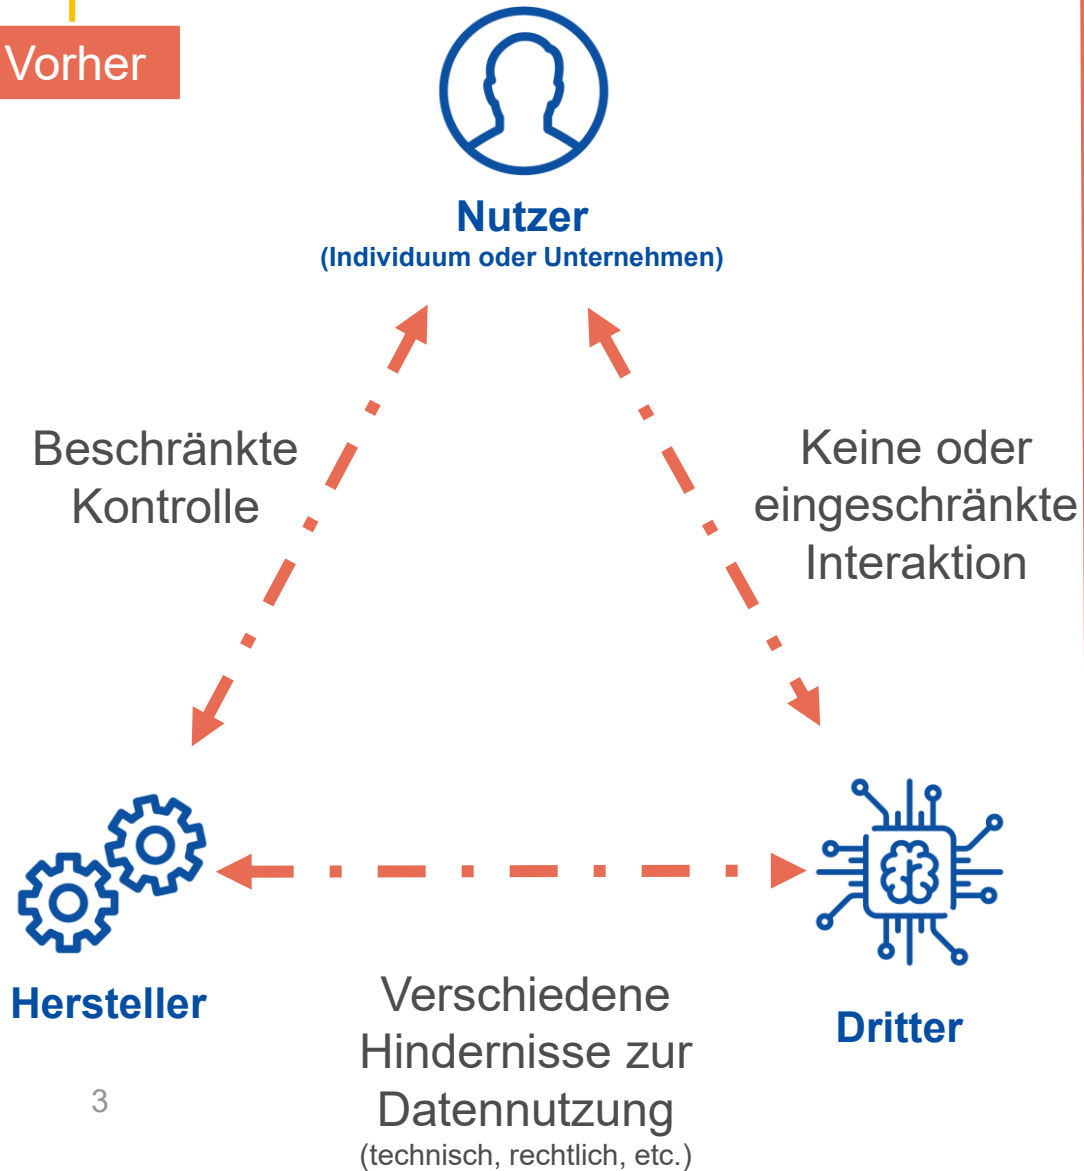 Vorher
Nutzer
(Individuum oder Unternehmen)
Beschränkte
Kontrolle
Keine oder
eingeschränkte
Interaktion
Hersteller
Dritter
Verschiedene
Hindernisse zur
Datennutzung
(technisch, rechtlich, etc.)
3